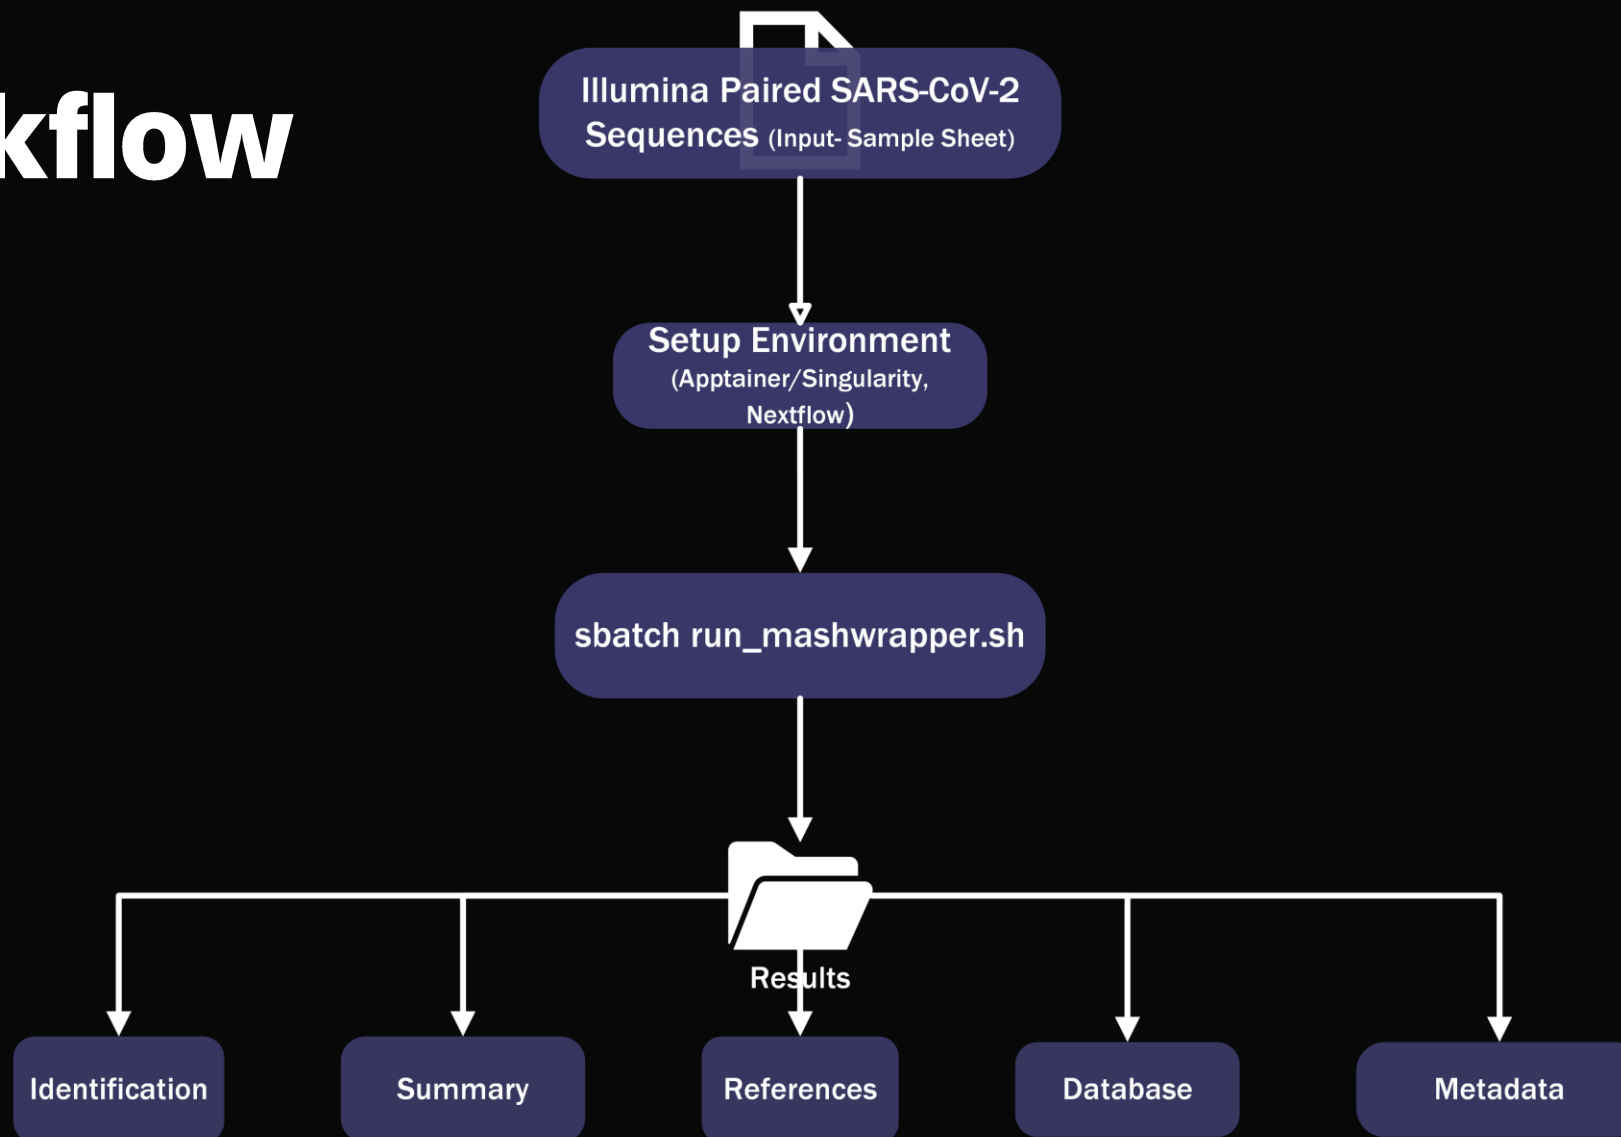 kflow
Illumina Paired SARS-CoV-2
Sequences (Input- Sample Sheet)
Setup Environment
(Apptainer/Singularity,
Nextflow)
sbatch run_mashwrapper.sh
Results
Identification
Summary
References
Database
Metadata